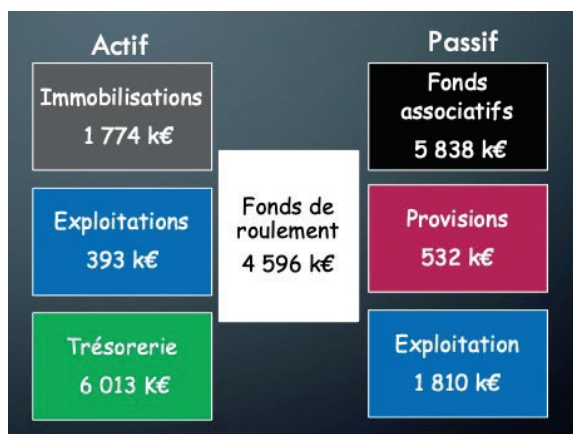 Actif
Immobilisations
1 774 k€
Exploitations
393 k€
Trésorerie
6 013 K€
Fonds de
roulement
4 596 k€
Passif
Fonds
associatifs
5 838 k€
Provisions
532 k€
Exploitation
1 810 k€